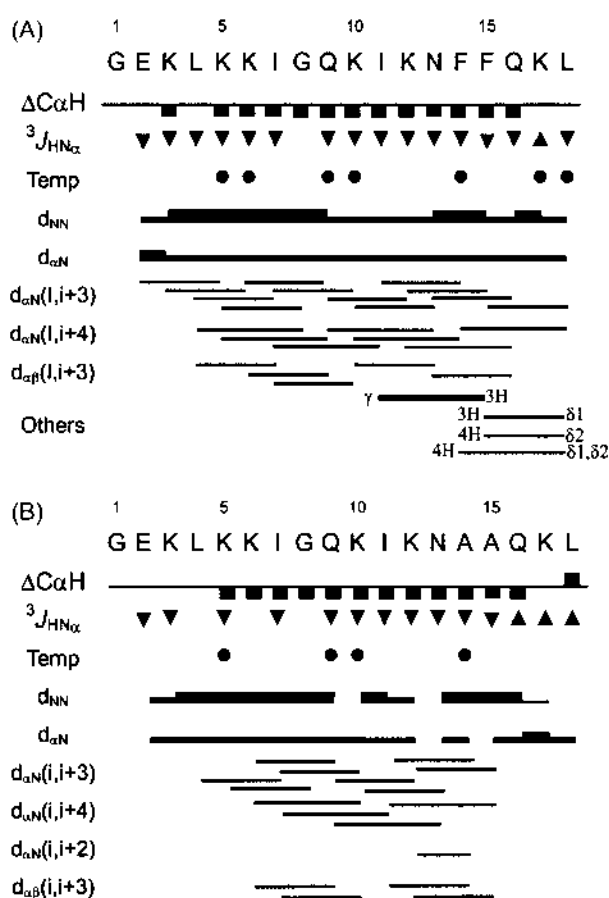 (A)
1 5 10 15
G E K L K K I G Q K I K N F F Q K L
ΔCαH
³JHNα
Temp
dNN
dαN
dαN(I,i+3)
dαN(I,i+4)
dαβ(I,i+3)
γ 3H
Others
3H δ1
4H δ2
4H δ1,δ2
(B)
1 5 10 15
G E K L K K I G Q K I K N A A Q K L
ΔCαH
³JHNα
Temp
dNN
dαN
dαN(i,i+3)
dαN(i,i+4)
dαN(i,i+2)
dαβ(i,i+3)